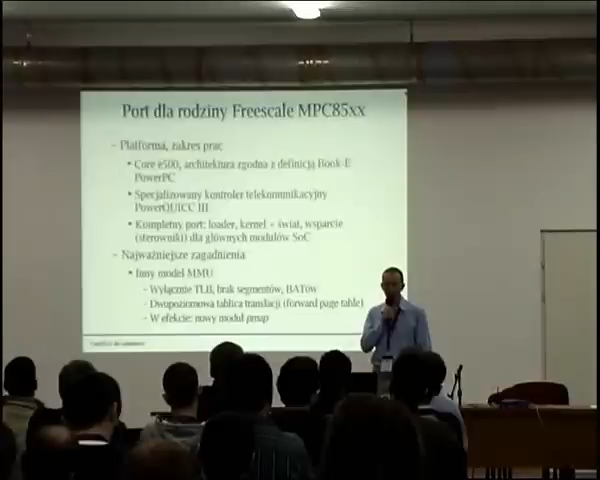 Port dla rodziny Freescale MPC85xx
– Platforma, zakres prac
• Core e500, architektura zgodna z definicją Book-E
PowerPC
• Specjalizowany kontroler telekomunikacyjny
PowerQUICC III
• Kompletny port: loader, kernel + świat, wsparcie
(sterowniki) dla głównych modułów SoC
– Najważniejsze zagadnienia
• Inny model MMU
– Wyłącznie TLB, brak segmentów, BATów
– Dwupoziomowa tablica translacji (forward page table)
– W efekcie: nowy moduł pmap